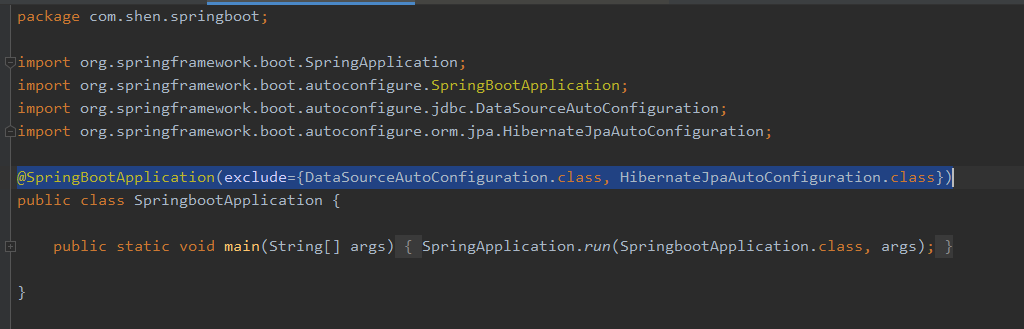 package com.shen.springboot;
import org.springframework.boot.SpringApplication;
import org.springframework.boot.autoconfigure.SpringBootApplication;
import org.springframework.boot.autoconfigure.jdbc.DataSourceAutoConfiguration;
import org.springframework.boot.autoconfigure.orm.jpa.HibernateJpaAutoConfiguration;
@SpringBootApplication(exclude={DataSourceAutoConfiguration.class, HibernateJpaAutoConfiguration.class})
public class SpringbootApplication {
public static void main(String[] args) { SpringApplication.run(SpringbootApplication.class, args); }
}